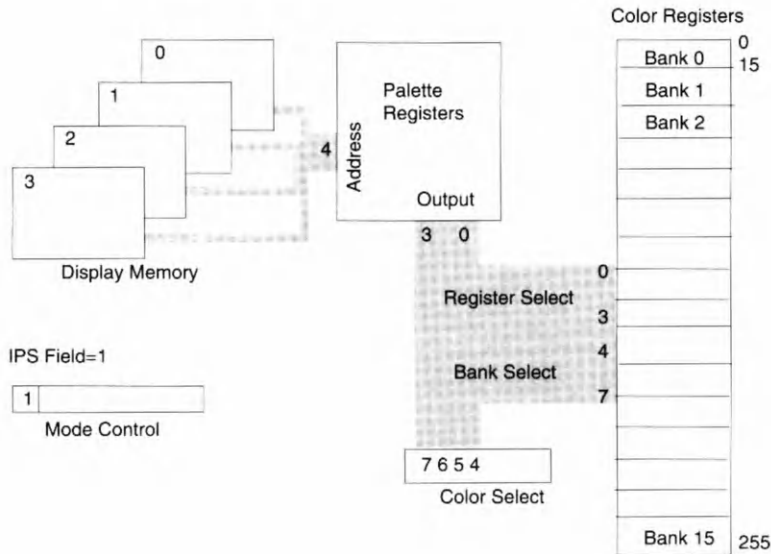 Color Registers
0
0
Bank 0
15
1
Palette
Registers
Bank 1
2
4
Address
Bank 2
3
Output
3 0
Display Memory
0
Register Select
3
IPS Field=1
4
Bank Select
1
7
Mode Control
7 6 5 4
Color Select
Bank 15
255